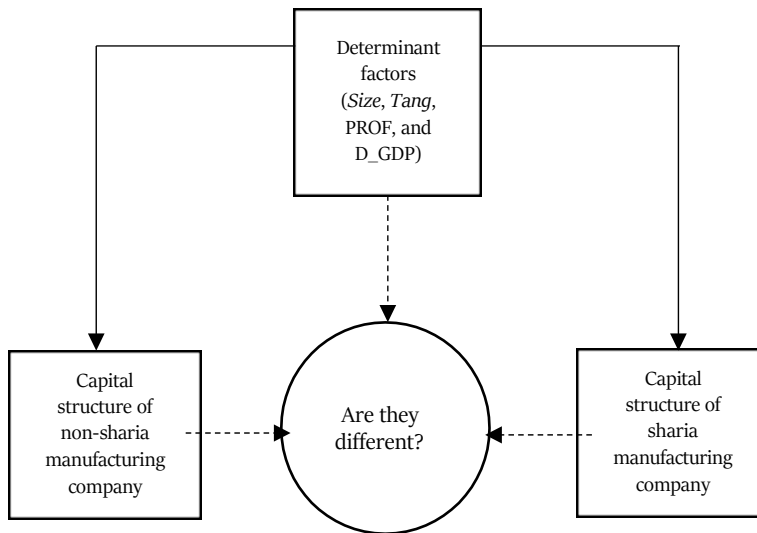 Determinant
factors
(Size, Tang,
PROF, and
D_GDP)
Capital
structure of
non-sharia
manufacturing
company
Are they
different?
Capital
structure of
sharia
manufacturing
company